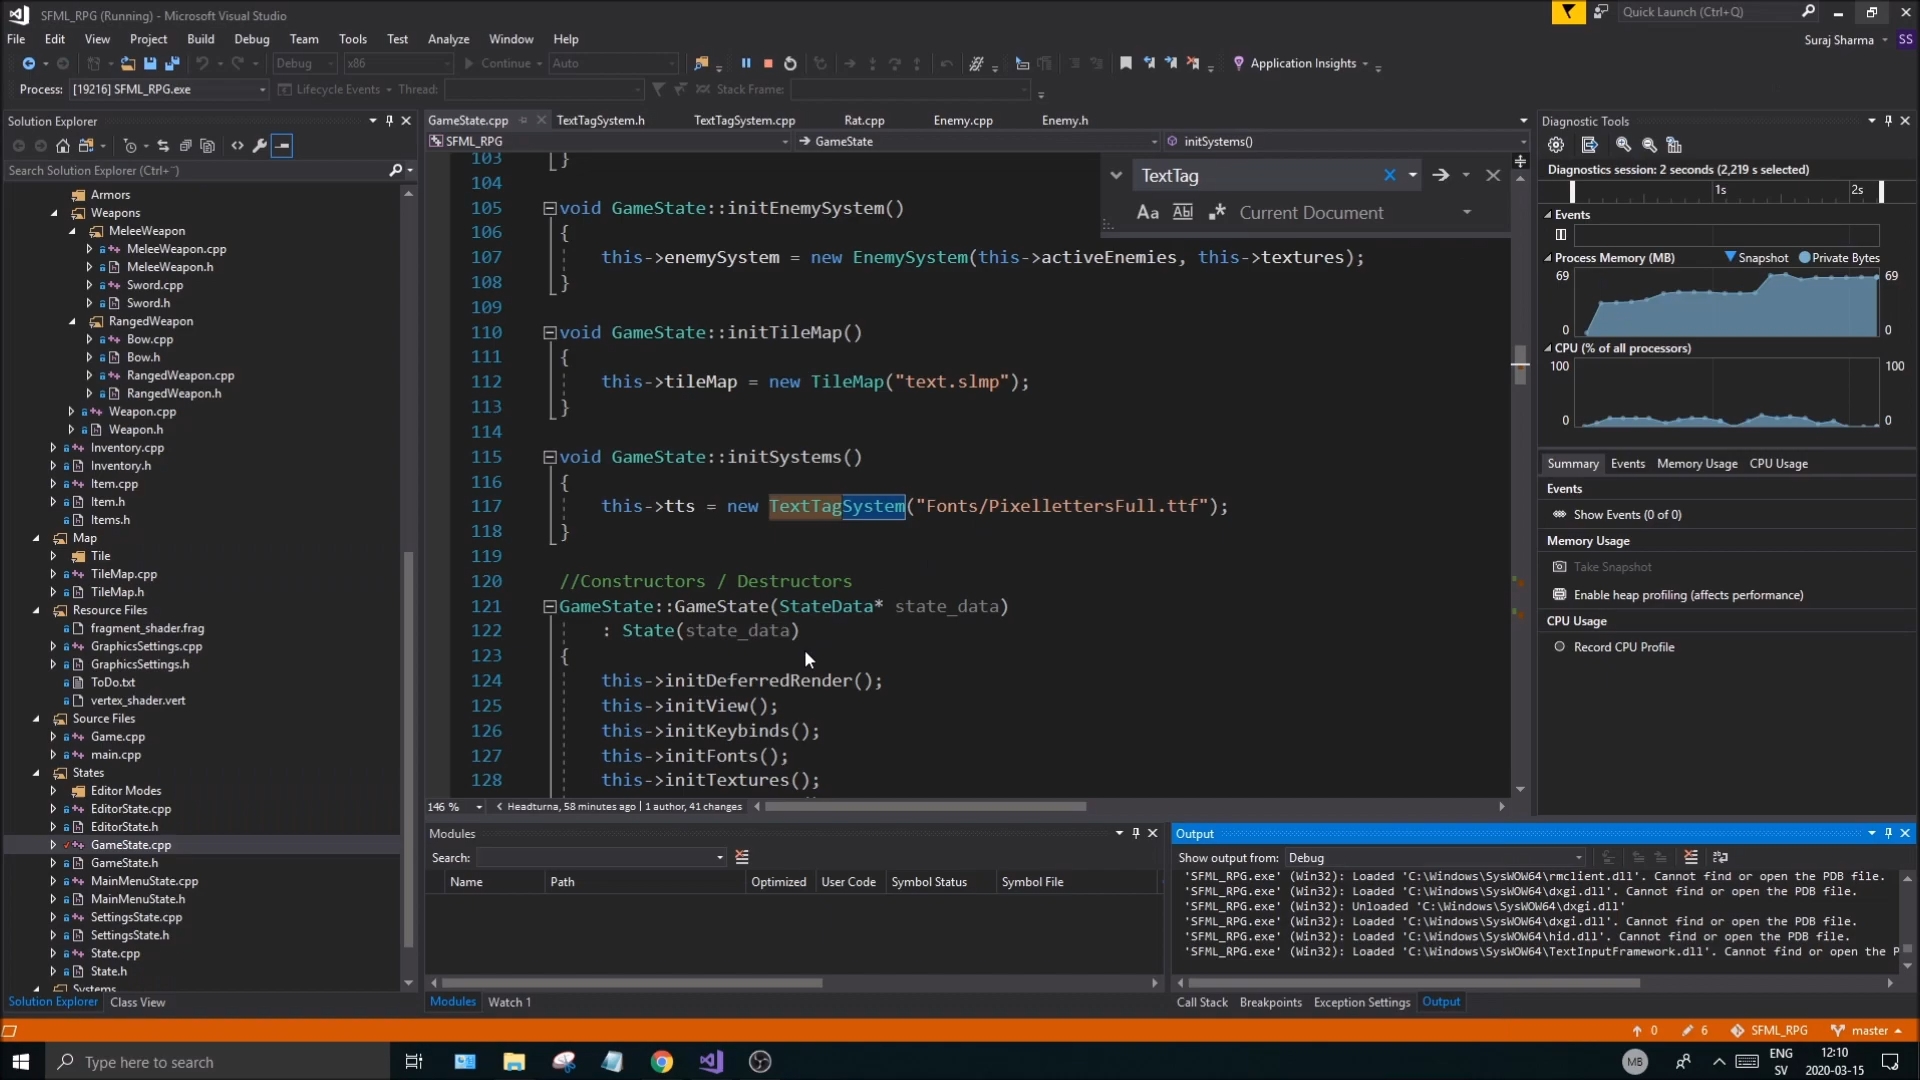 SFML_RPG (Running) - Microsoft Visual Studio
Quick Launch (Ctrl+Q)
File Edit View Project Build Debug Team Tools Test Analyze Window Help
Suraj Sharma SS
Debug x86 Continue Auto Application Insights
Process: [19216] SFML_RPG.exe Lifecycle Events Thread: Stack Frame:
Solution Explorer
Search Solution Explorer (Ctrl+¨)
Armors
Weapons
MeleeWeapon
MeleeWeapon.cpp
MeleeWeapon.h
Sword.cpp
Sword.h
RangedWeapon
Bow.cpp
Bow.h
RangedWeapon.cpp
RangedWeapon.h
Weapon.cpp
Weapon.h
Inventory.cpp
Inventory.h
Item.cpp
Item.h
Items.h
Map
Tile
TileMap.cpp
TileMap.h
Resource Files
fragment_shader.frag
GraphicsSettings.cpp
GraphicsSettings.h
ToDo.txt
vertex_shader.vert
Source Files
Game.cpp
main.cpp
States
Editor Modes
EditorState.cpp
EditorState.h
GameState.cpp
GameState.h
MainMenuState.cpp
MainMenuState.h
SettingsState.cpp
SettingsState.h
State.cpp
State.h
Systems
Solution Explorer Class View
GameState.cpp TextTagSystem.h TextTagSystem.cpp Rat.cpp Enemy.cpp Enemy.h
SFML_RPG GameState initSystems()
TextTag
Aa Abl .* Current Document
103 }
104
105 void GameState::initEnemySystem()
106 {
107 this->enemySystem = new EnemySystem(this->activeEnemies, this->textures);
108 }
109
110 void GameState::initTileMap()
111 {
112 this->tileMap = new TileMap("text.slmp");
113 }
114
115 void GameState::initSystems()
116 {
117 this->tts = new TextTagSystem("Fonts/PixellettersFull.ttf");
118 }
119
120 //Constructors / Destructors
121 GameState::GameState(StateData* state_data)
122 : State(state_data)
123 {
124 this->initDeferredRender();
125 this->initView();
126 this->initKeybinds();
127 this->initFonts();
128 this->initTextures();
146 % Headturna, 58 minutes ago | 1 author, 41 changes
Modules
Search:
Name Path Optimized User Code Symbol Status Symbol File
Modules Watch 1
Output
Show output from: Debug
'SFML_RPG.exe' (Win32): Loaded 'C:\Windows\SysWOW64\rmclient.dll'. Cannot find or open the PDB file.
'SFML_RPG.exe' (Win32): Loaded 'C:\Windows\SysWOW64\dxgi.dll'. Cannot find or open the PDB file.
'SFML_RPG.exe' (Win32): Unloaded 'C:\Windows\SysWOW64\dxgi.dll'
'SFML_RPG.exe' (Win32): Loaded 'C:\Windows\SysWOW64\dxgi.dll'. Cannot find or open the PDB file.
'SFML_RPG.exe' (Win32): Loaded 'C:\Windows\SysWOW64\hid.dll'. Cannot find or open the PDB file.
'SFML_RPG.exe' (Win32): Loaded 'C:\Windows\SysWOW64\TextInputFramework.dll'. Cannot find or open the P
Call Stack Breakpoints Exception Settings Output
Diagnostic Tools
Diagnostics session: 2 seconds (2,219 s selected)
1s 2s
Events
Process Memory (MB) Snapshot Private Bytes
69 69
0 0
CPU (% of all processors)
100 100
0 0
Summary Events Memory Usage CPU Usage
Events
Show Events (0 of 0)
Memory Usage
Take Snapshot
Enable heap profiling (affects performance)
CPU Usage
Record CPU Profile
0 6 SFML_RPG master
Type here to search
MB
ENG
SV
12:10
2020-03-15